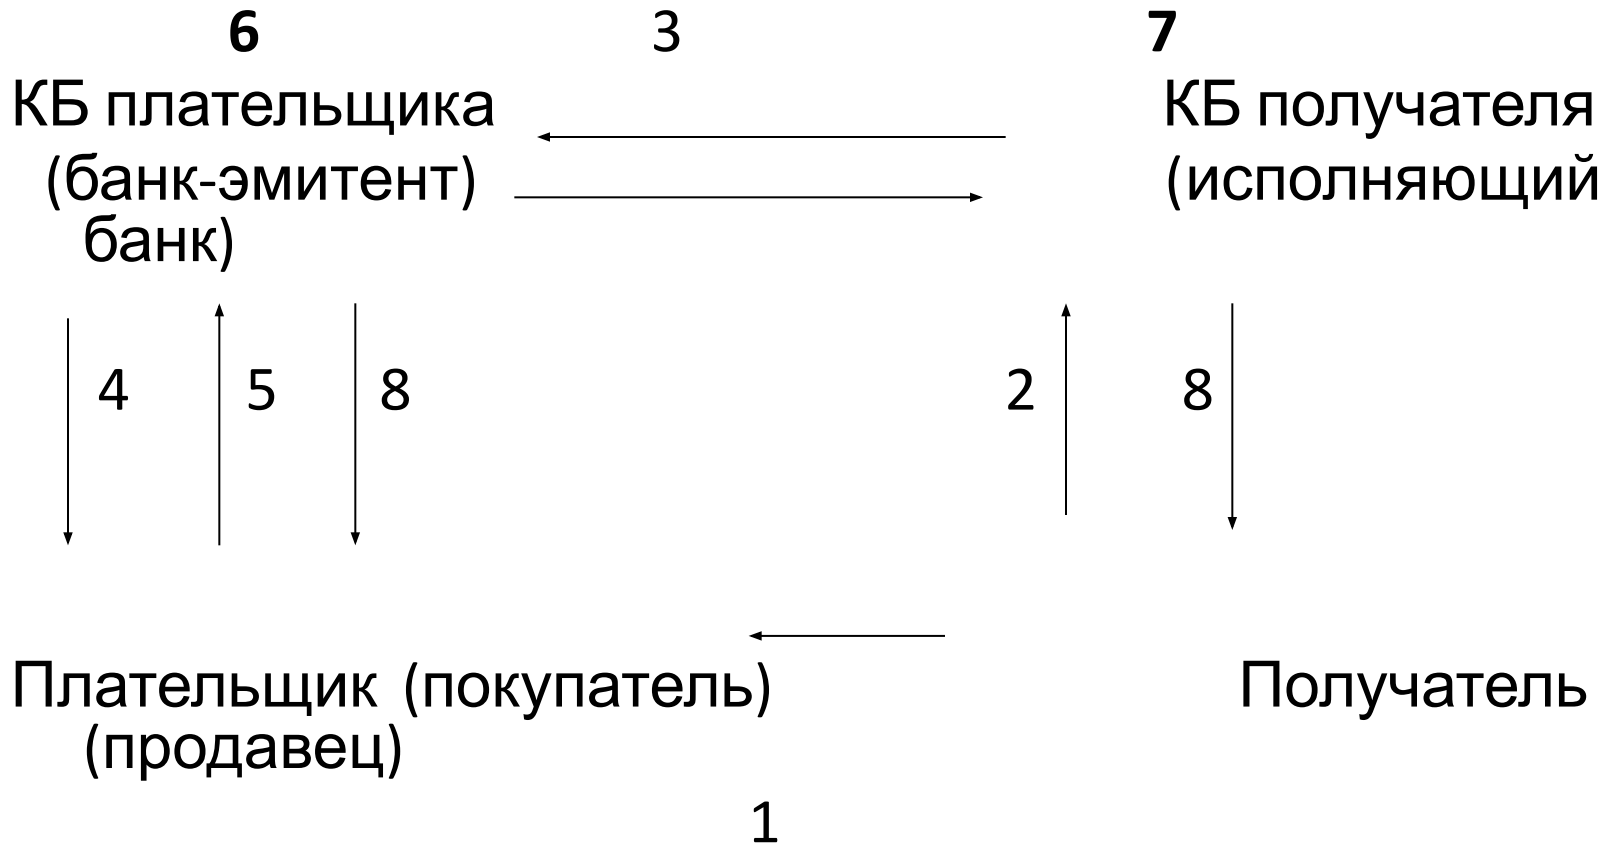 6 3 7
КБ плательщика КБ получателя
(банк-эмитент) (исполняющий
банк)
4 5 8 2 8
Плательщик (покупатель) Получатель
(продавец)
1